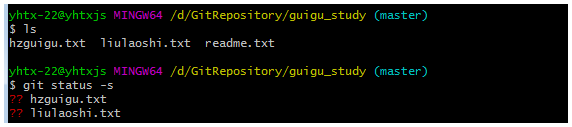 yhtx-22@yhtxjs MINGW64 /d/GitRepository/guigu_study (master)
$ ls
hzguigu.txt  liulaoshi.txt  readme.txt
yhtx-22@yhtxjs MINGW64 /d/GitRepository/guigu_study (master)
$ git status -s
?? hzguigu.txt
?? liulaoshi.txt